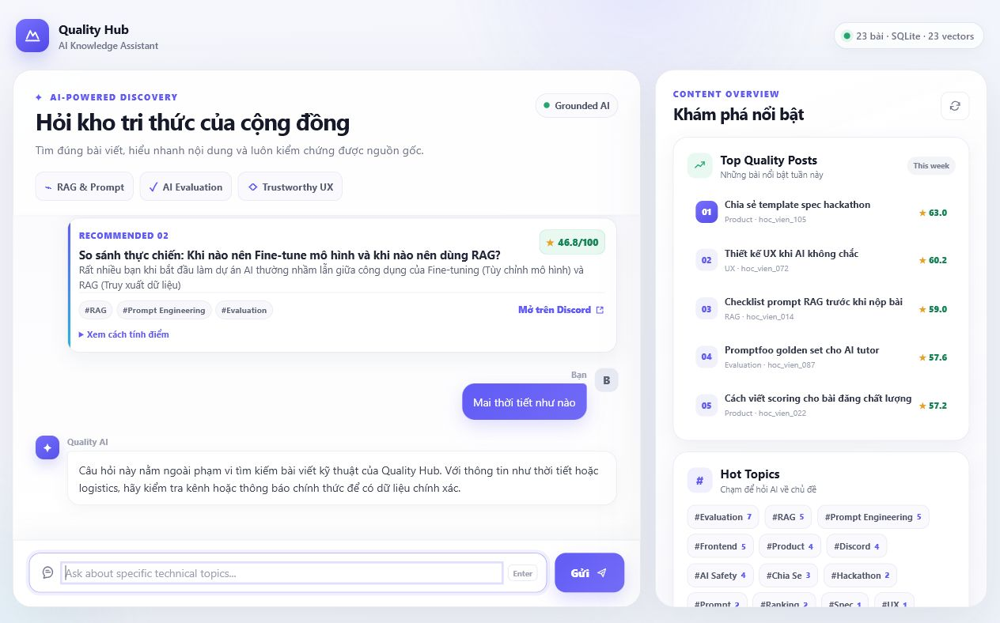 Quality Hub
AI Knowledge Assistant
23 bài · SQLite · 23 vectors
AI-POWERED DISCOVERY
Hỏi kho tri thức của cộng đồng
Tìm đúng bài viết, hiểu nhanh nội dung và luôn kiểm chứng được nguồn gốc.
Grounded AI
RAG & Prompt
AI Evaluation
Trustworthy UX
RECOMMENDED 02
★ 46.8/100
So sánh thực chiến: Khi nào nên Fine-tune mô hình và khi nào nên dùng RAG?
Rất nhiều bạn khi bắt đầu làm dự án AI thường nhầm lẫn giữa công dụng của Fine-tuning (Tùy chỉnh mô hình) và
RAG (Truy xuất dữ liệu)
#RAG
#Prompt Engineering
#Evaluation
Mở trên Discord
Xem cách tính điểm
Bạn
B
Mai thời tiết như nào
Quality AI
Câu hỏi này nằm ngoài phạm vi tìm kiếm bài viết kỹ thuật của Quality Hub. Với thông tin như thời tiết hoặc
logistics, hãy kiểm tra kênh hoặc thông báo chính thức để có dữ liệu chính xác.
Ask about specific technical topics...
Enter
Gửi
CONTENT OVERVIEW
Khám phá nổi bật
Top Quality Posts
Những bài nổi bật tuần này
This week
01
Chia sẻ template spec hackathon
Product · hoc_vien_105
★ 63.0
02
Thiết kế UX khi AI không chắc
UX · hoc_vien_072
★ 60.2
03
Checklist prompt RAG trước khi nộp bài
RAG · hoc_vien_014
★ 59.0
04
Promptfoo golden set cho AI tutor
Evaluation · hoc_vien_087
★ 57.6
05
Cách viết scoring cho bài đăng chất lượng
Product · hoc_vien_022
★ 57.2
#
Hot Topics
Chạm để hỏi AI về chủ đề
#Evaluation 7
#RAG 5
#Prompt Engineering 5
#Frontend 5
#Product 4
#Discord 4
#AI Safety 4
#Chia Se 3
#Hackathon 2
#Prompt 2
#Ranking 2
#Spec 1
#UX 1